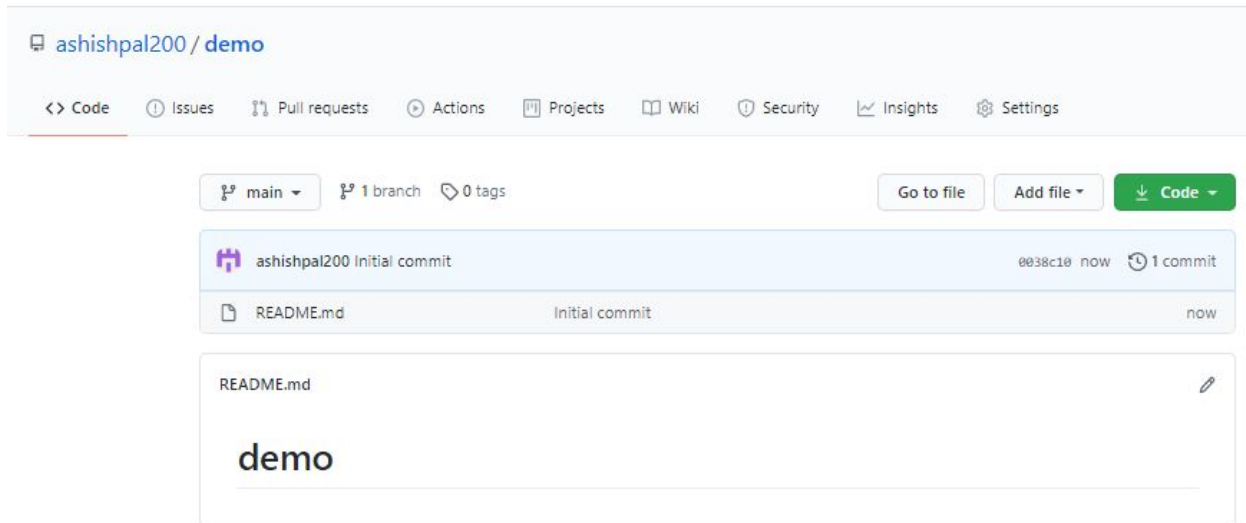 ashishpal200 / demo
<> Code Issues Pull requests Actions Projects Wiki Security Insights Settings
main 1 branch 0 tags Go to file Add file Code
ashishpal200 Initial commit 0038c10 now 1 commit
README.md Initial commit now
README.md
demo